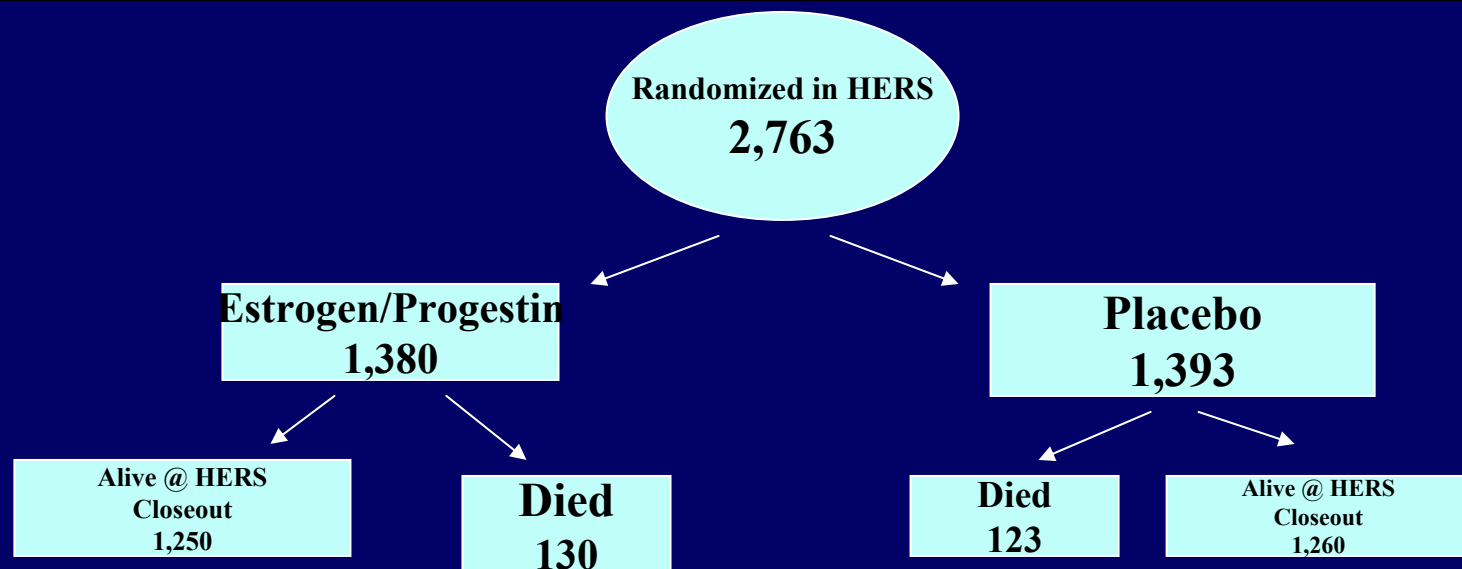 Randomized in HERS
2,763
Estrogen/Progestin
1,380
Placebo
1,393
Alive @ HERS
Closeout
1,250
Died
130
Died
123
Alive @ HERS
Closeout
1,260